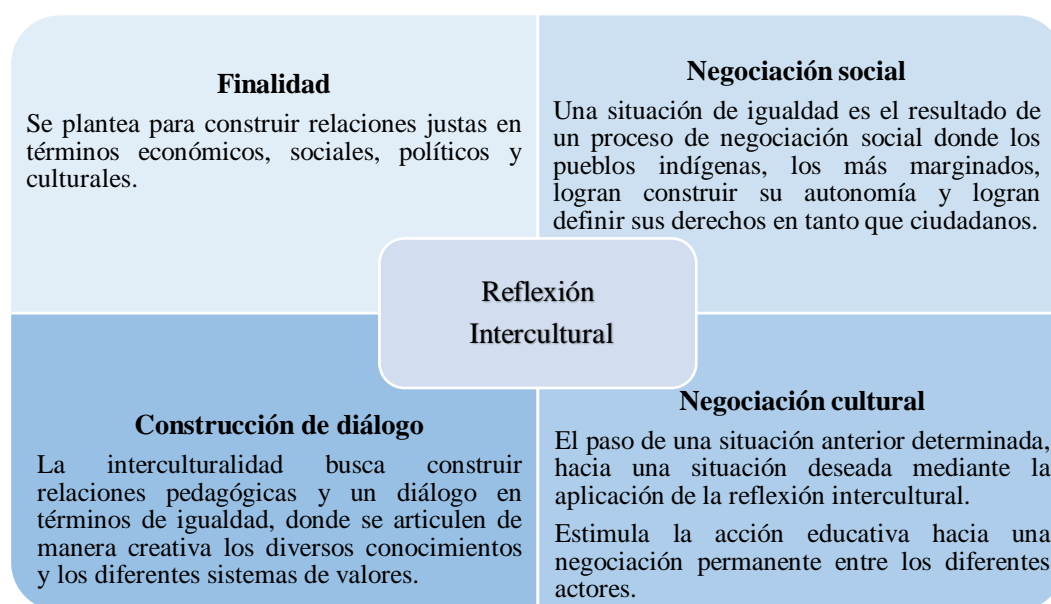 Finalidad
Se plantea para construir relaciones justas en
términos económicos, sociales, políticos y
culturales.
Negociación social
Una situación de igualdad es el resultado de
un proceso de negociación social donde los
pueblos indígenas, los más marginados,
logran construir su autonomía y logran
definir sus derechos en tanto que ciudadanos.
Reflexión
Intercultural
Construcción de diálogo
La interculturalidad busca construir
relaciones pedagógicas y un diálogo en
términos de igualdad, donde se articulen de
manera creativa los diversos conocimientos
y los diferentes sistemas de valores.
Negociación cultural
El paso de una situación anterior determinada,
hacia una situación deseada mediante la
aplicación de la reflexión intercultural.
Estimula la acción educativa hacia una
negociación permanente entre los diferentes
actores.